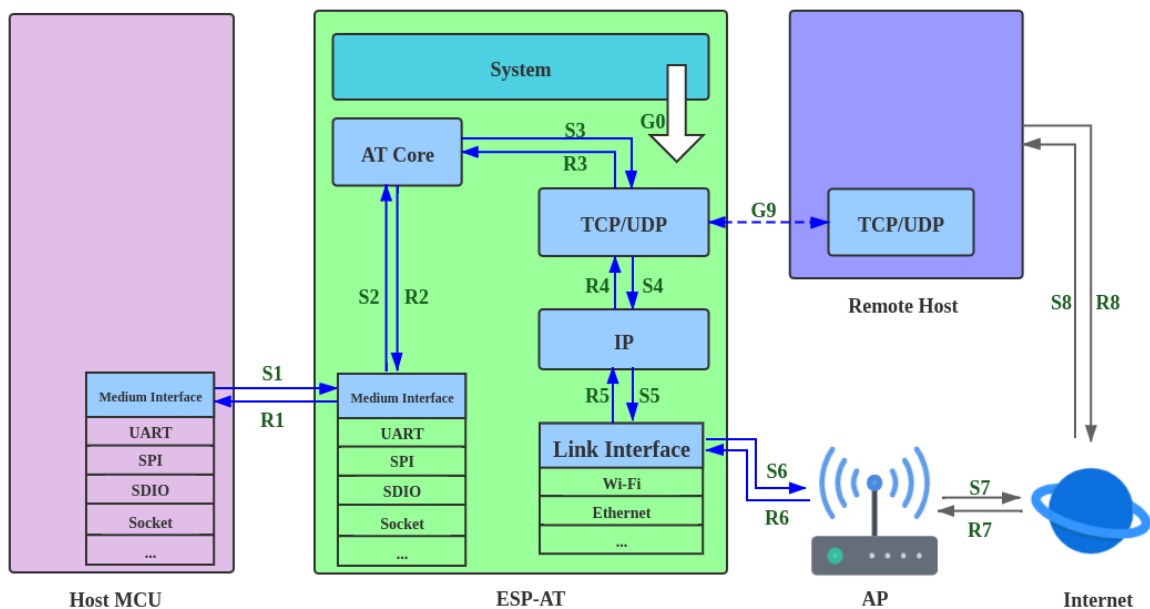 System
G0
AT Core
S3
R3
TCP/UDP
G9
TCP/UDP
S2
R2
R4
S4
Remote Host
S8
R8
IP
S1
R1
R5
S5
Medium Interface
UART
SPI
SDIO
Socket
...
Medium Interface
UART
SPI
SDIO
Socket
...
Link Interface
Wi-Fi
Ethernet
...
S6
R6
S7
R7
Host MCU
ESP-AT
AP
Internet